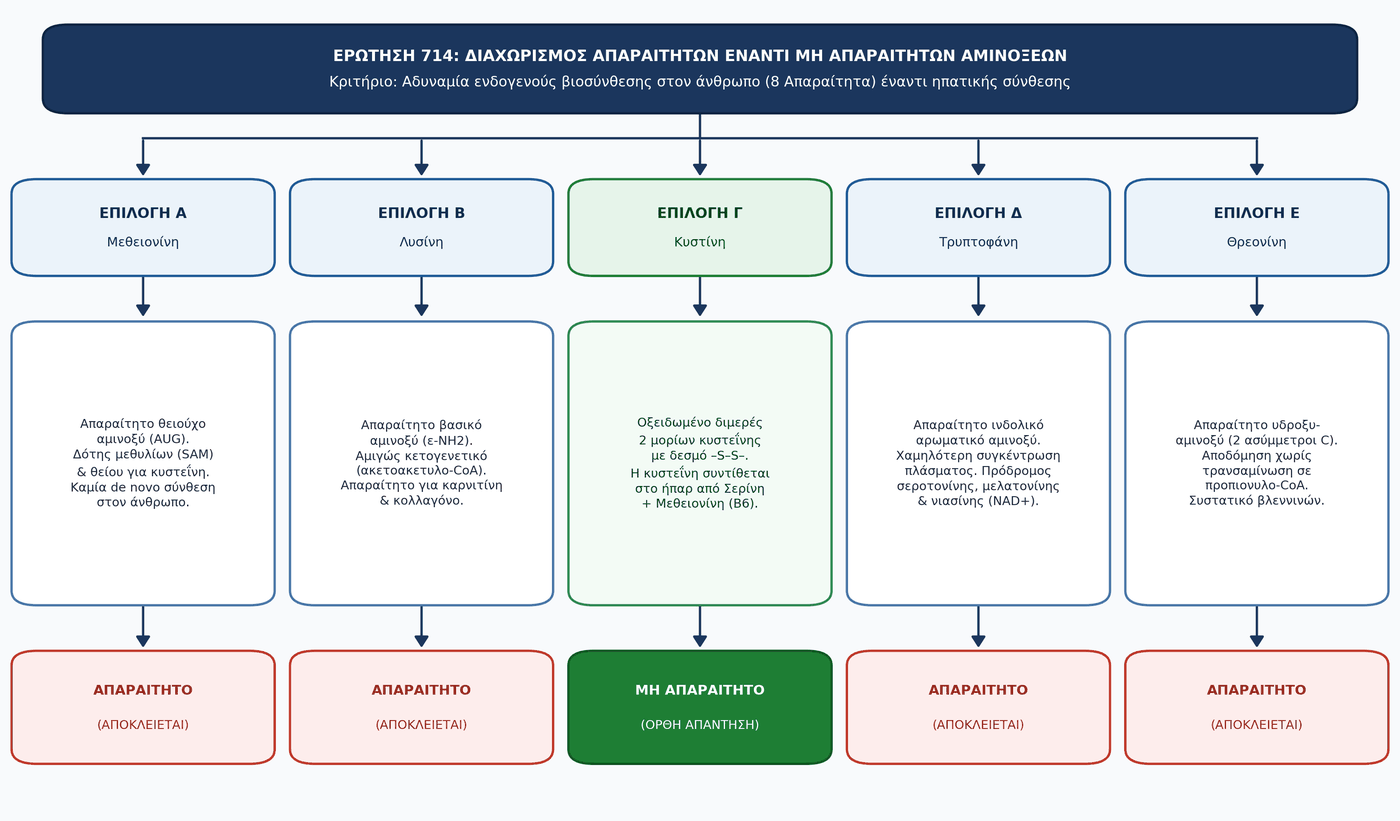 ΕΡΩΤΗΣΗ 714: ΔΙΑΧΩΡΙΣΜΟΣ ΑΠΑΡΑΙΤΗΤΩΝ ΕΝΑΝΤΙ ΜΗ ΑΠΑΡΑΙΤΗΤΩΝ ΑΜΙΝΟΞΕΩΝ
Κριτήριο: Αδυναμία ενδογενούς βιοσύνθεσης στον άνθρωπο (8 Απαραίτητα) έναντι ηπατικής σύνθεσης
ΕΠΙΛΟΓΗ Α
Μεθειονίνη
Απαραίτητο θειούχο
αμινοξύ (AUG).
Δότης μεθυλίων (SAM)
& θείου για κυστεΐνη.
Καμία de novo σύνθεση
στον άνθρωπο.
ΑΠΑΡΑΙΤΗΤΟ
(ΑΠΟΚΛΕΙΕΤΑΙ)
ΕΠΙΛΟΓΗ Β
Λυσίνη
Απαραίτητο βασικό
αμινοξύ (ε-NH2).
Αμιγώς κετογενετικό
(ακετοακετυλο-CoA).
Απαραίτητο για καρνιτίνη
& κολλαγόνο.
ΑΠΑΡΑΙΤΗΤΟ
(ΑΠΟΚΛΕΙΕΤΑΙ)
ΕΠΙΛΟΓΗ Γ
Κυστίνη
Οξειδωμένο διμερές
2 μορίων κυστεΐνης
με δεσμό –S–S–.
Η κυστεΐνη συντίθεται
στο ήπαρ από Σερίνη
+ Μεθειονίνη (B6).
ΜΗ ΑΠΑΡΑΙΤΗΤΟ
(ΟΡΘΗ ΑΠΑΝΤΗΣΗ)
ΕΠΙΛΟΓΗ Δ
Τρυπτοφάνη
Απαραίτητο ινδολικό
αρωματικό αμινοξύ.
Χαμηλότερη συγκέντρωση
πλάσματος. Πρόδρομος
σεροτονίνης, μελατονίνης
& νιασίνης (NAD+).
ΑΠΑΡΑΙΤΗΤΟ
(ΑΠΟΚΛΕΙΕΤΑΙ)
ΕΠΙΛΟΓΗ Ε
Θρεονίνη
Απαραίτητο υδροξυ-
αμινοξύ (2 ασύμμετροι C).
Αποδόμηση χωρίς
τρανσαμίνωση σε
προπιονυλο-CoA.
Συστατικό βλεννινών.
ΑΠΑΡΑΙΤΗΤΟ
(ΑΠΟΚΛΕΙΕΤΑΙ)